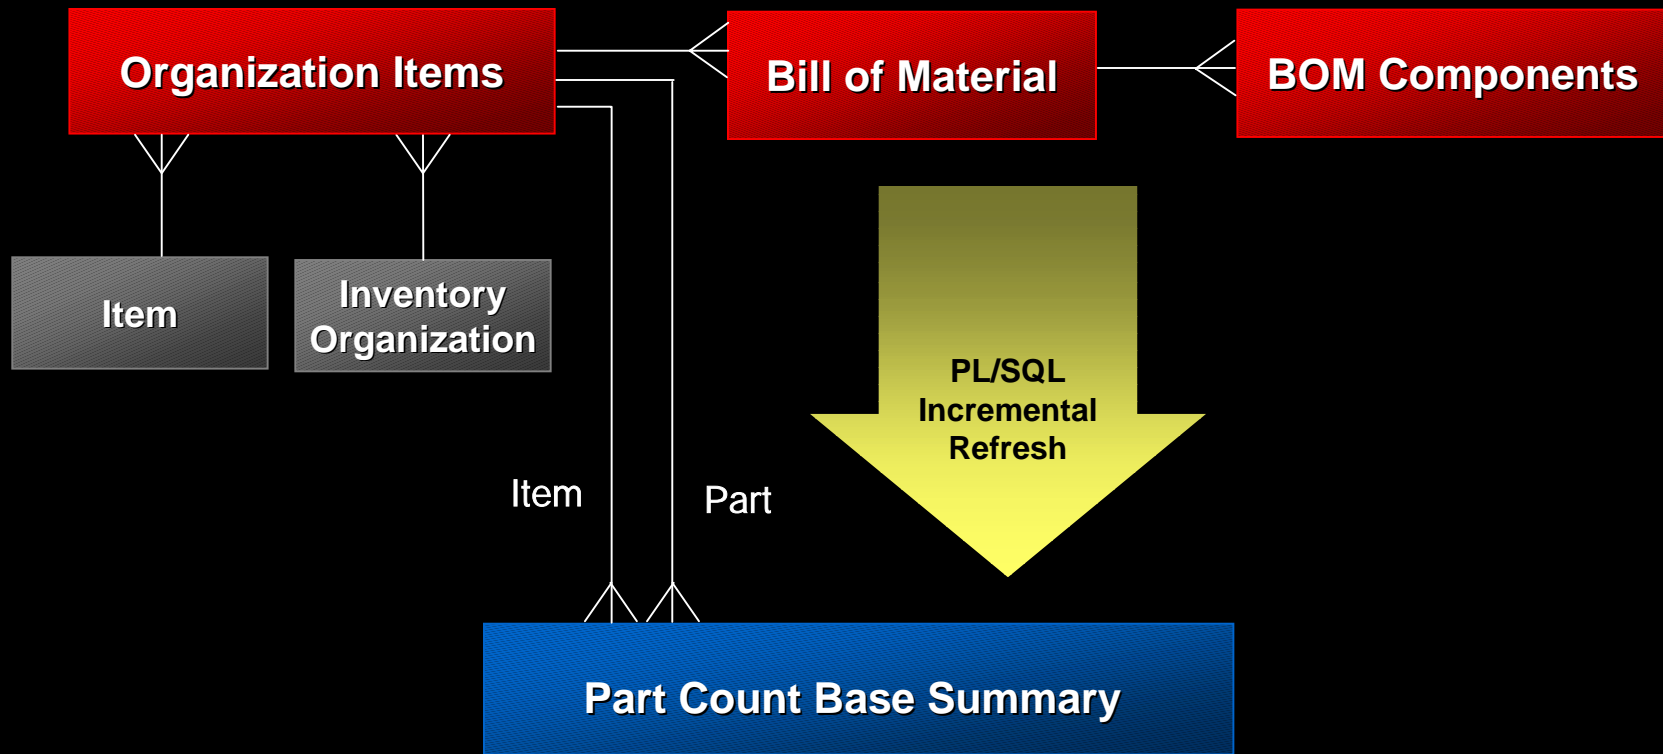 Organization Items
Bill of Material
BOM Components
Item
Inventory
Organization
PL/SQL
Incremental
Refresh
Item
Part
Part Count Base Summary